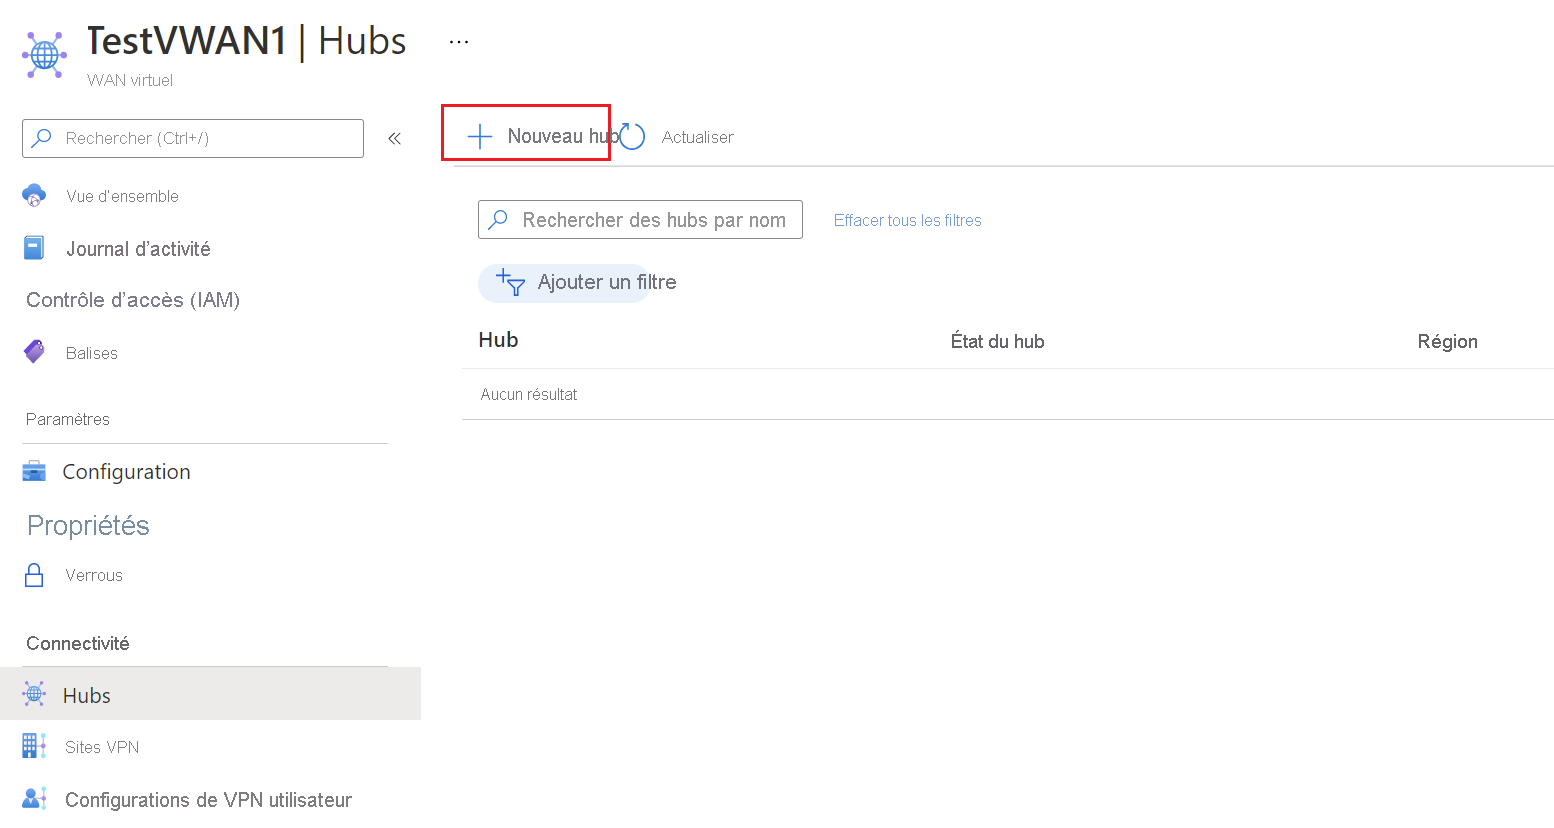 TestVWAN1 | Hubs ...
WAN virtuel
Rechercher (Ctrl+/)
«
Vue d'ensemble
Journal d’activité
Contrôle d’accès (IAM)
Balises
Paramètres
Configuration
Propriétés
Verrous
Connectivité
Hubs
Sites VPN
Configurations de VPN utilisateur
Nouveau hub
Actualiser
Rechercher des hubs par nom
Effacer tous les filtres
Ajouter un filtre
Hub État du hub Région
Aucun résultat